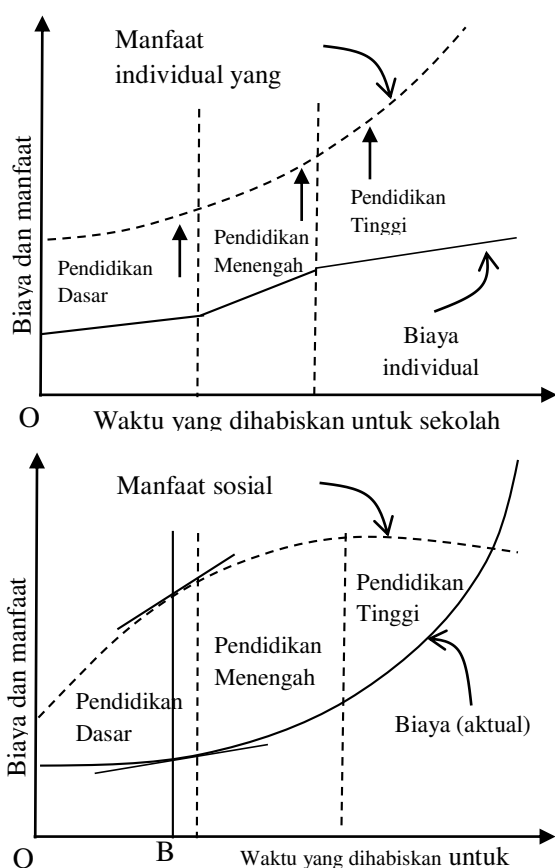 Manfaat
individual yang
Biaya dan manfaat
Pendidikan
Tinggi
Pendidikan
Menengah
Pendidikan
Dasar
Biaya
individual
O
Waktu yang dihabiskan untuk sekolah
Manfaat sosial
Biaya dan manfaat
Pendidikan
Tinggi
Pendidikan
Menengah
Pendidikan
Dasar
Biaya (aktual)
O
B
Waktu yang dihabiskan untuk